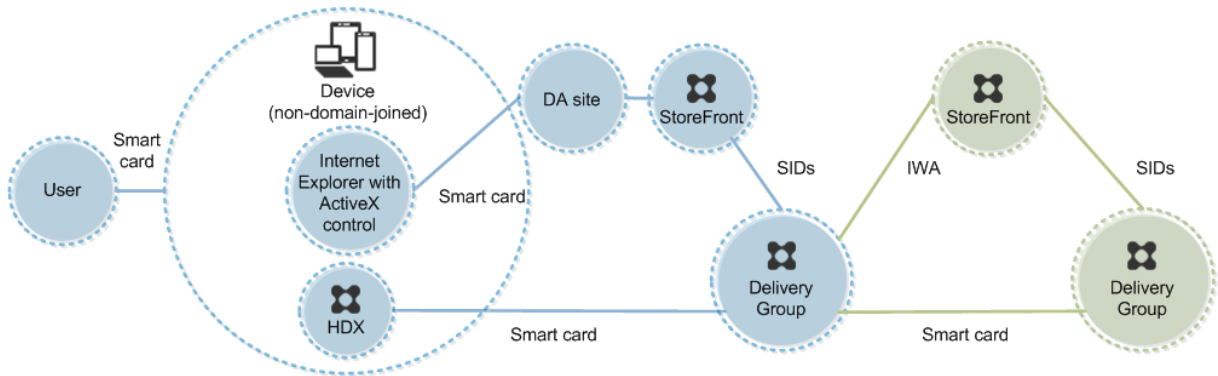 User
Smart
card
Device
(non-domain-joined)
Internet
Explorer with
ActiveX
control
HDX
Smart card
DA site
StoreFront
SIDs
Smart card
Delivery
Group
IWA
StoreFront
SIDs
Smart card
Delivery
Group